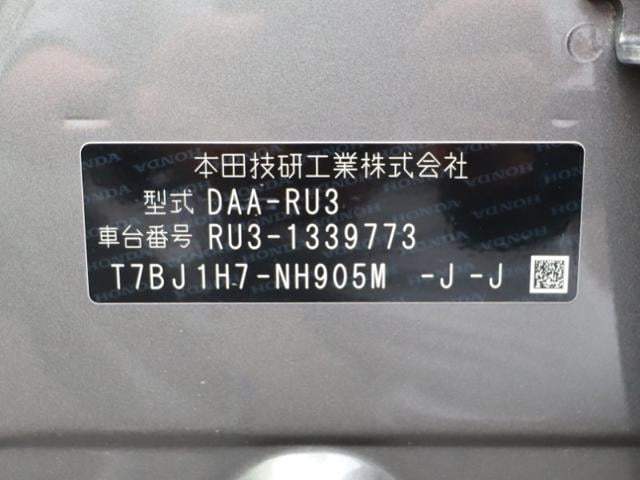 本田技研工業株式会社
型式 DAA-RU3
車台番号 RU3-1339773
T7BJ1H7-NH905M -J -J